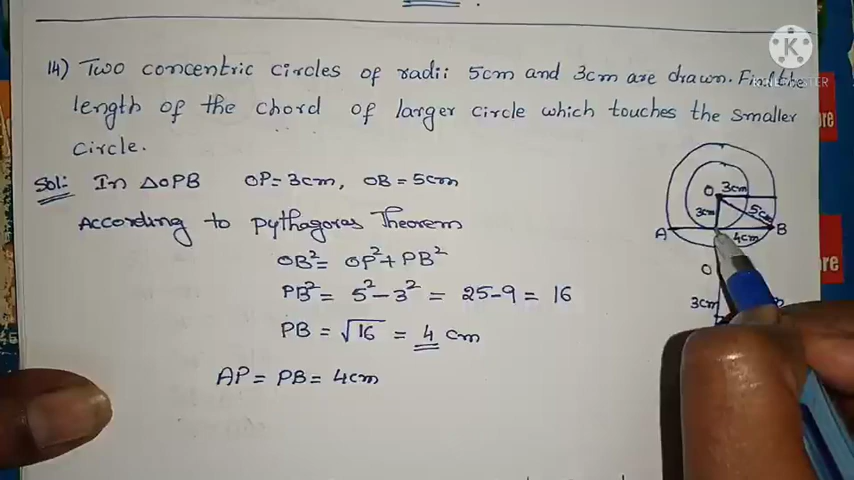 14) Two concentric circles of radii 5cm and 3cm are drawn. Find the
length of the chord of larger circle which touches the smaller
circle.
Sol: In △OPB OP=3cm, OB=5cm
According to Pythagoras Theorem
OB²= OP²+PB²
PB²= 5²-3² = 25-9 = 16
PB = √16 = 4 cm
AP = PB = 4cm
O 3cm
3cm 5cm
A 4cm B
O
3cm
K